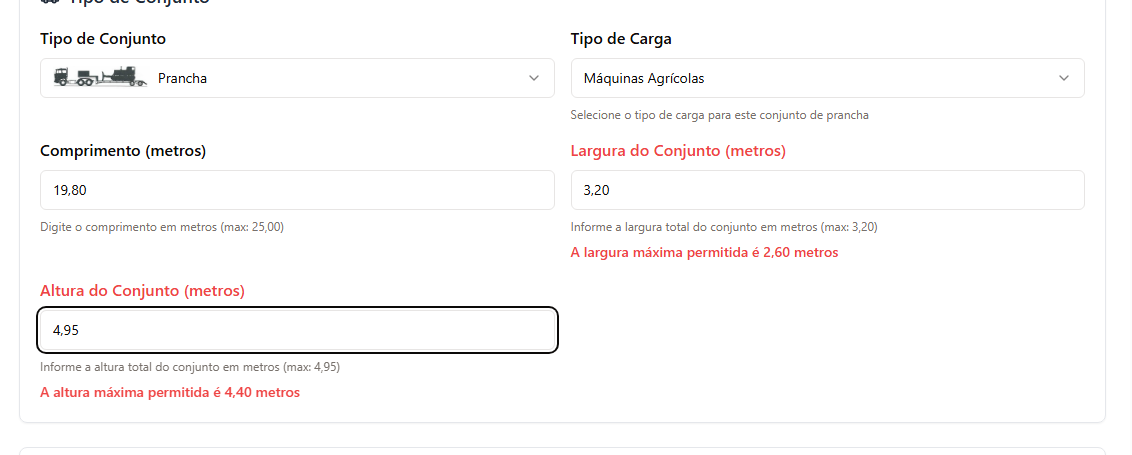 Tipo de Conjunto
Tipo de Conjunto
Tipo de Carga
Prancha
Máquinas Agrícolas
Selecione o tipo de carga para este conjunto de prancha
Comprimento (metros)
Largura do Conjunto (metros)
19,80
3,20
Digite o comprimento em metros (max: 25,00)
Informe a largura total do conjunto em metros (max: 3,20)
A largura máxima permitida é 2,60 metros
Altura do Conjunto (metros)
4,95
Informe a altura total do conjunto em metros (max: 4,95)
A altura máxima permitida é 4,40 metros